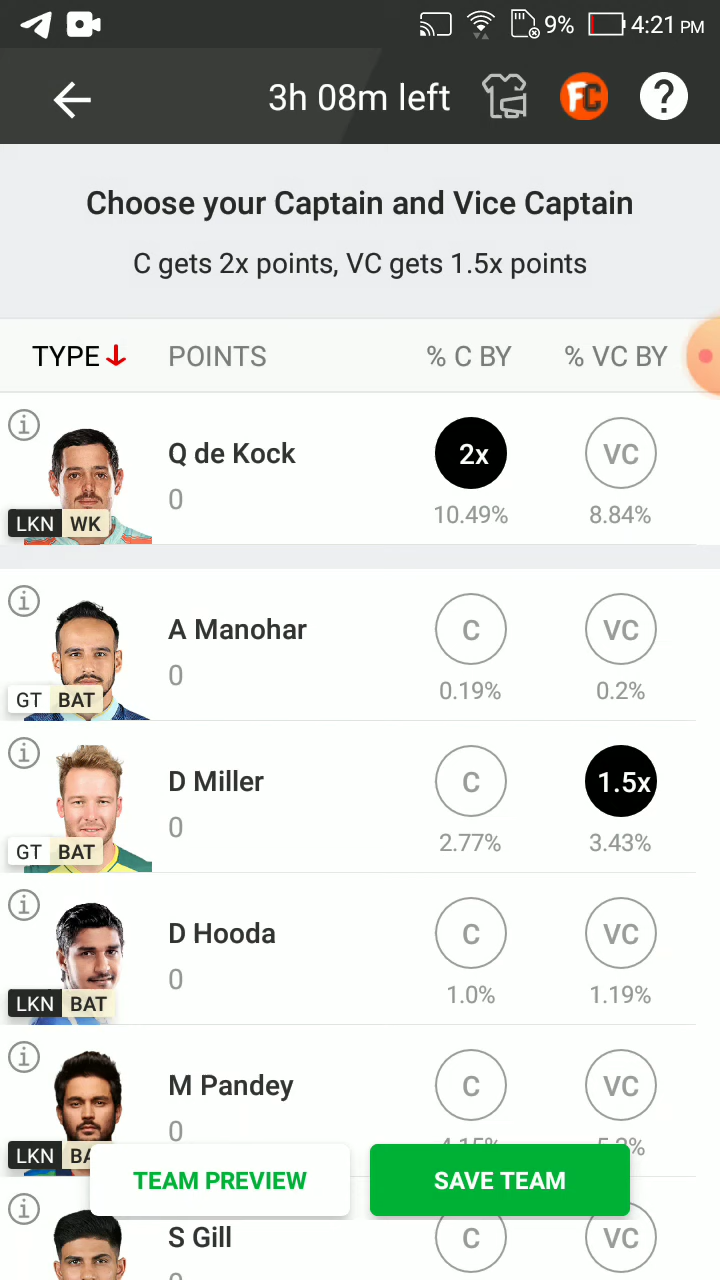 9% 4:21 PM
3h 08m left FC ?
Choose your Captain and Vice Captain
C gets 2x points, VC gets 1.5x points
TYPE POINTS % C BY % VC BY
Q de Kock 2x VC
0 10.49% 8.84%
LKN WK
A Manohar C VC
0 0.19% 0.2%
GT BAT
D Miller C 1.5x
0 2.77% 3.43%
GT BAT
D Hooda C VC
0 1.0% 1.19%
LKN BAT
M Pandey C VC
0
LKN
TEAM PREVIEW SAVE TEAM
S Gill C VC